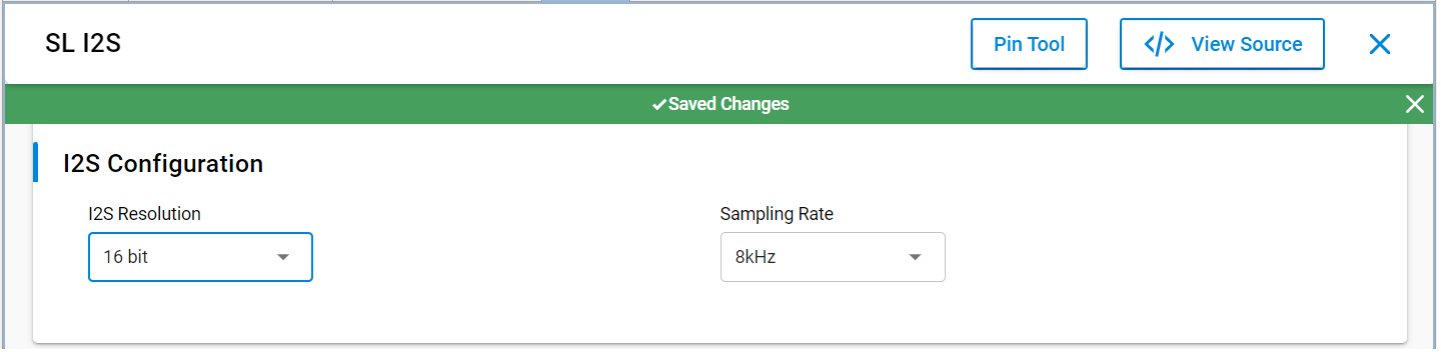 SL I2S
Pin Tool
</> View Source
Saved Changes
I2S Configuration
I2S Resolution
Sampling Rate
16 bit
8kHz